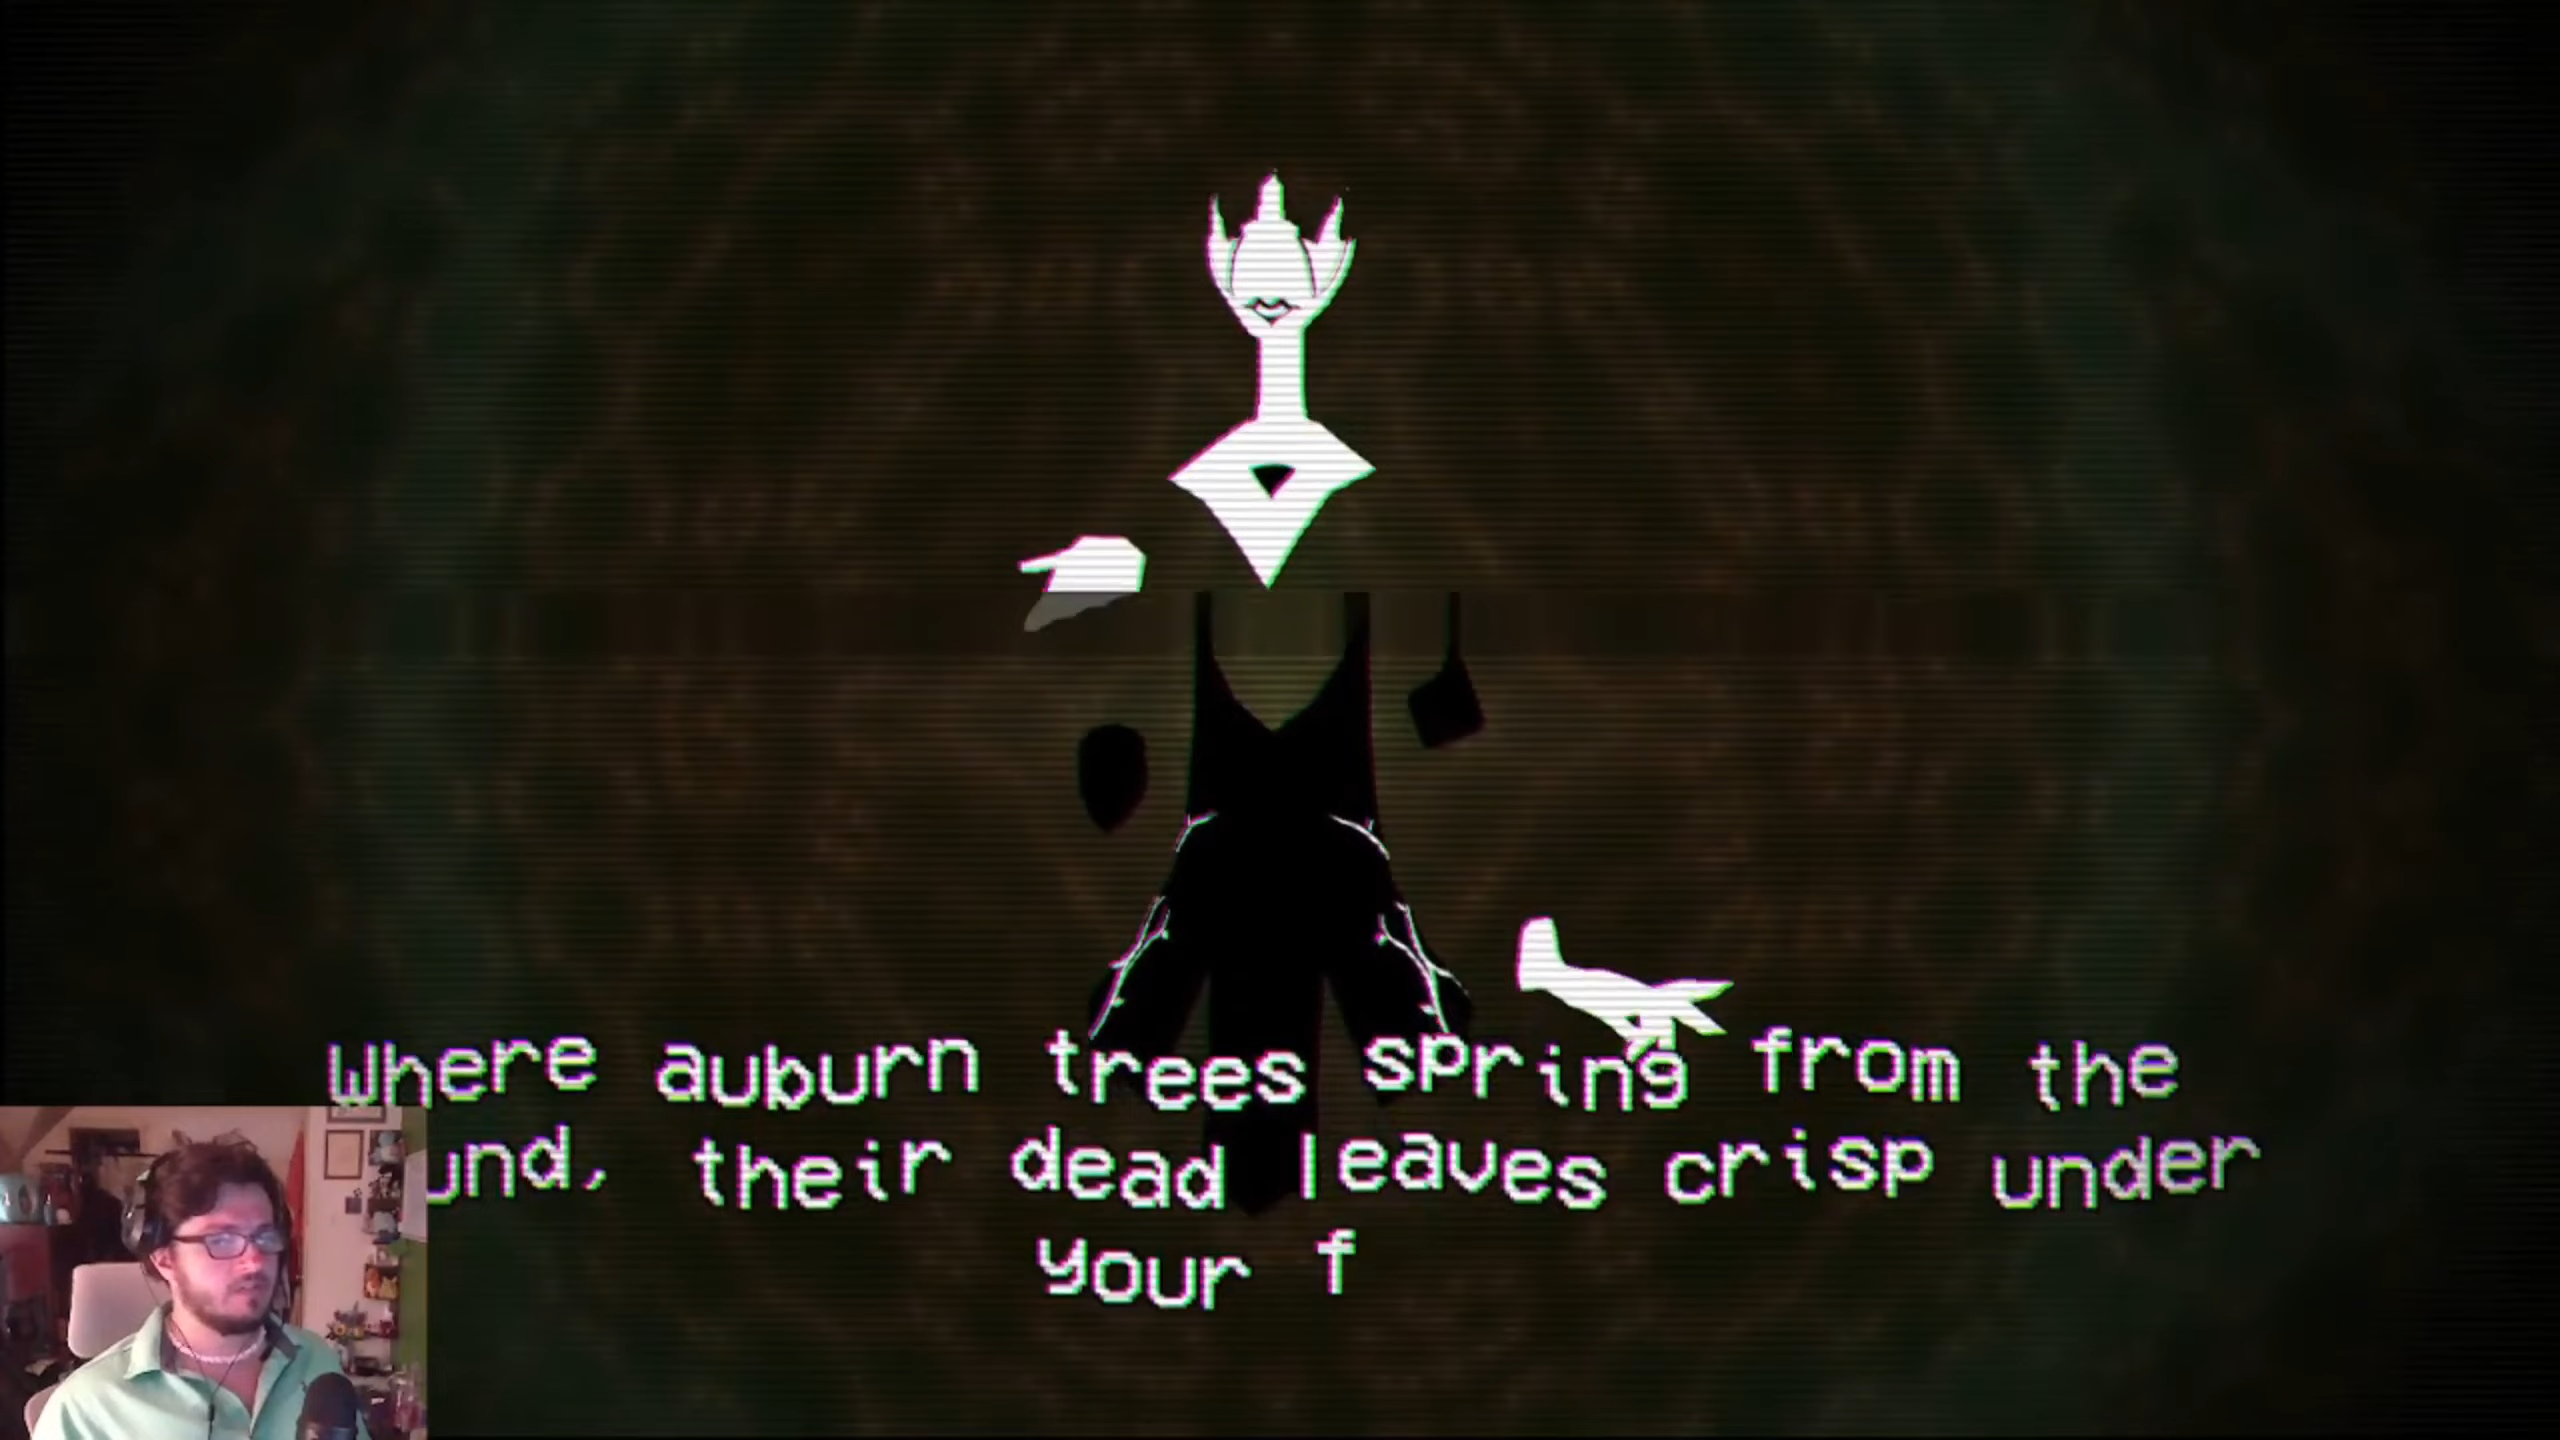 Where auburn trees spring from the
und, their dead leaves crisp under
your f